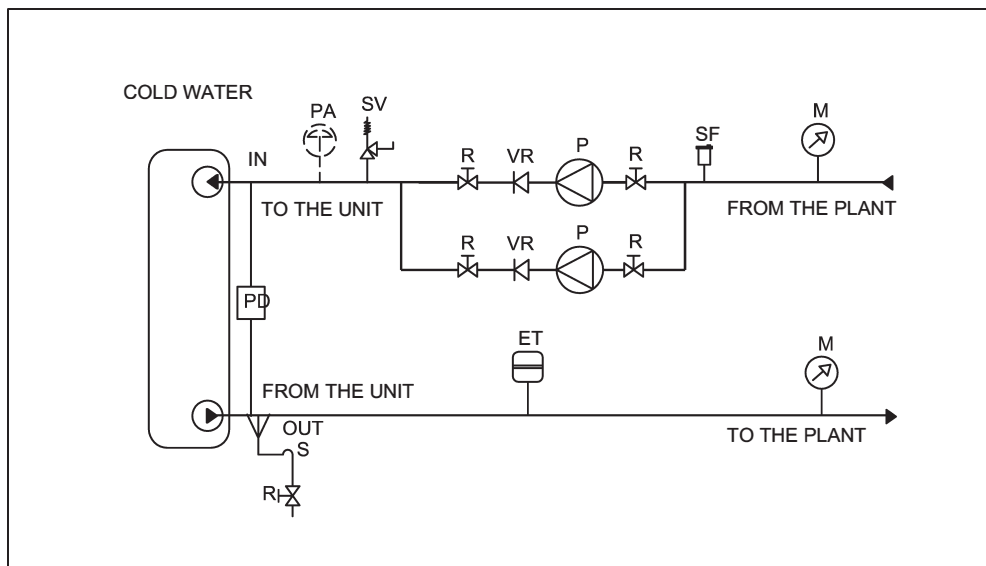 COLD WATER
PA
SV
R
VR
P
R
SF
M
IN
TO THE UNIT
FROM THE PLANT
R
VR
P
R
PD
ET
M
FROM THE UNIT
OUT
TO THE PLANT
S
R